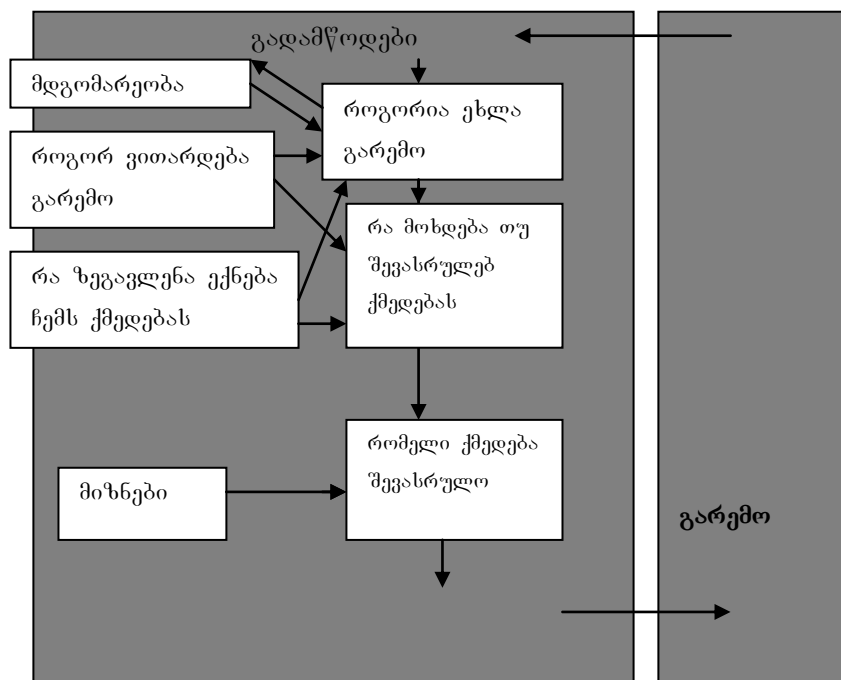 გადამწოდები
მდგომარეობა
როგორია ეხლა
გარემო
როგორ ვითარდება
გარემო
რა მოხდება თუ
შევასრულებ
ქმედებას
რა ზეგავლენა ექნება
ჩემს ქმედებას
რომელი ქმედება
შევასრულო
მიზნები
გარემო